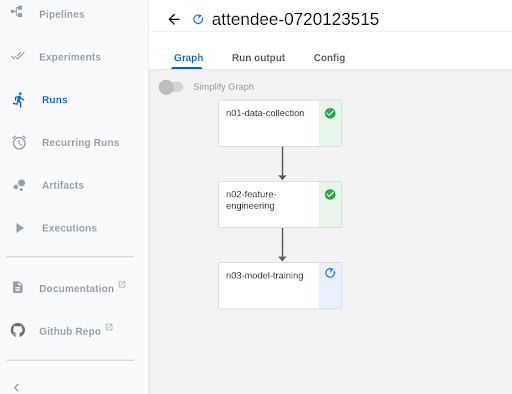 Pipelines
Experiments
Runs
Recurring Runs
Artifacts
Executions
Documentation
Github Repo
attendee-0720123515
Graph
Run output
Config
Simplify Graph
n01-data-collection
n02-feature-
engineering
n03-model-training